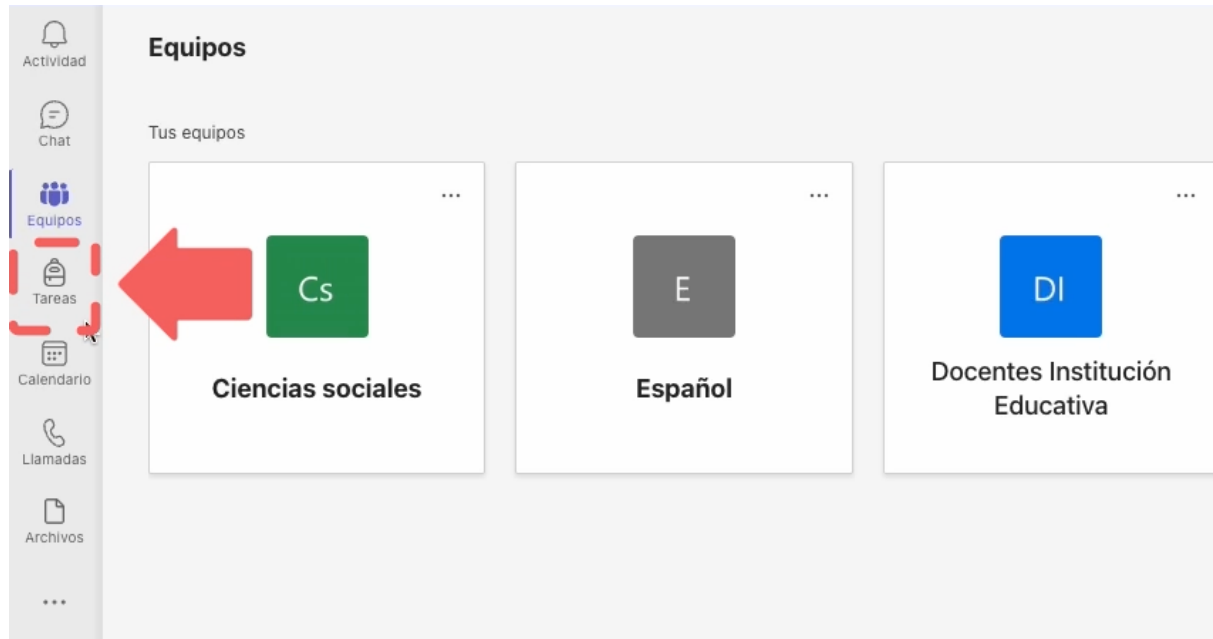 Actividad
Chat
Equipos
Tareas
Calendario
Llamadas
Archivos
Equipos
Tus equipos
Cs
Ciencias sociales
E
Español
DI
Docentes Institución
Educativa